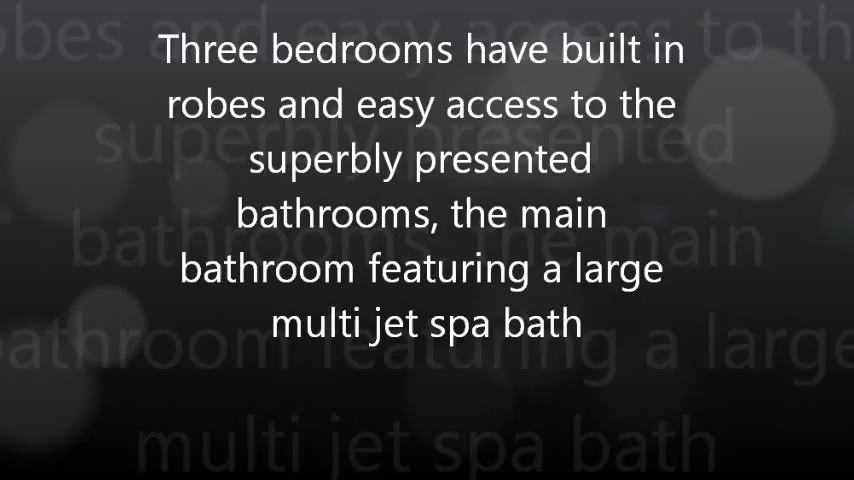 Three bedrooms have built in
robes and easy access to the
superbly presented
bathrooms, the main
bathroom featuring a large
multi jet spa bath